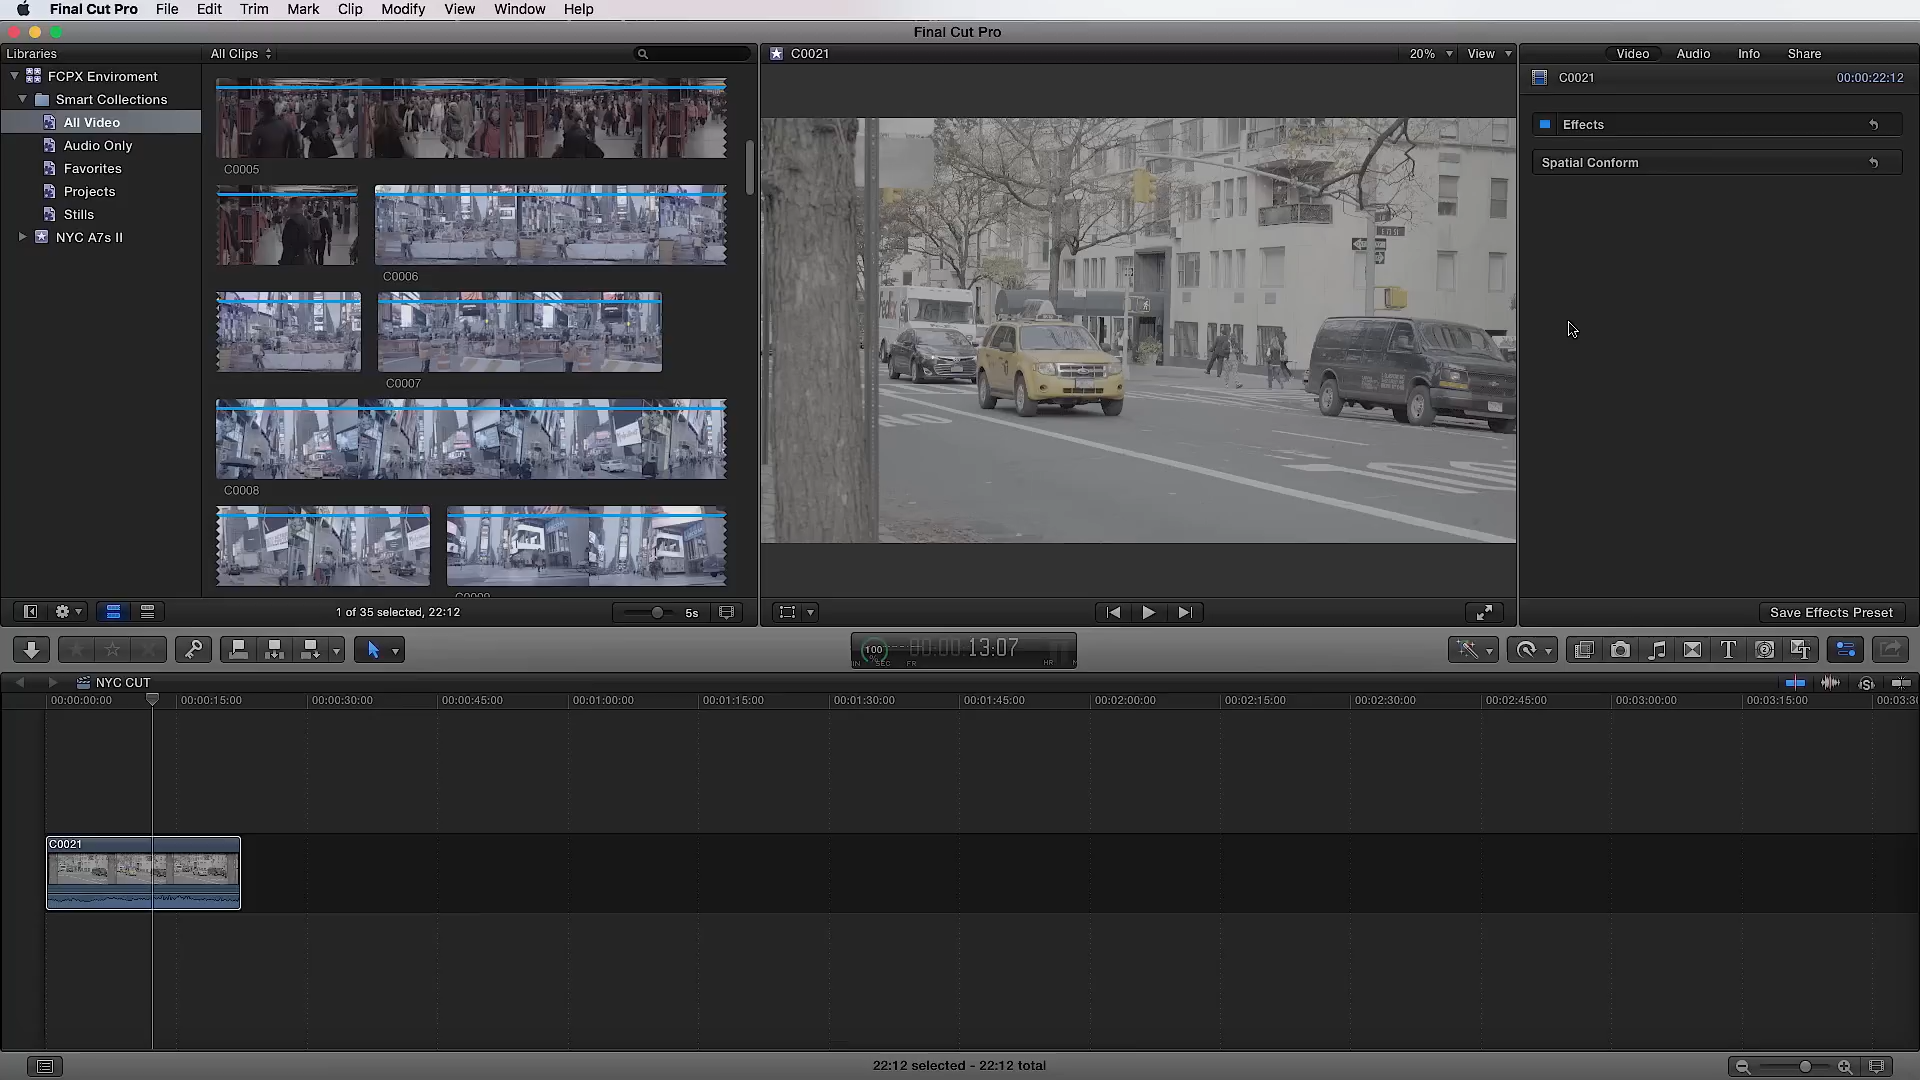 Final Cut Pro File Edit Trim Mark Clip Modify View Window Help
Final Cut Pro
Libraries
All Clips
C0021
20%
View
Video
Audio
Info
Share
FCPX Enviroment
Smart Collections
All Video
Audio Only
Favorites
Projects
Stills
NYC A7s II
C0005
C0006
C0007
C0008
C0021
00:00:22:12
Effects
Spatial Conform
1 of 35 selected, 22:12
5s
Save Effects Preset
100
%
13:07
SEC
FR
HR
NYC CUT
00:00:00:00
00:00:15:00
00:00:30:00
00:00:45:00
00:01:00:00
00:01:15:00
00:01:30:00
00:01:45:00
00:02:00:00
00:02:15:00
00:02:30:00
00:02:45:00
00:03:00:00
00:03:15:00
C0021
22:12 selected - 22:12 total